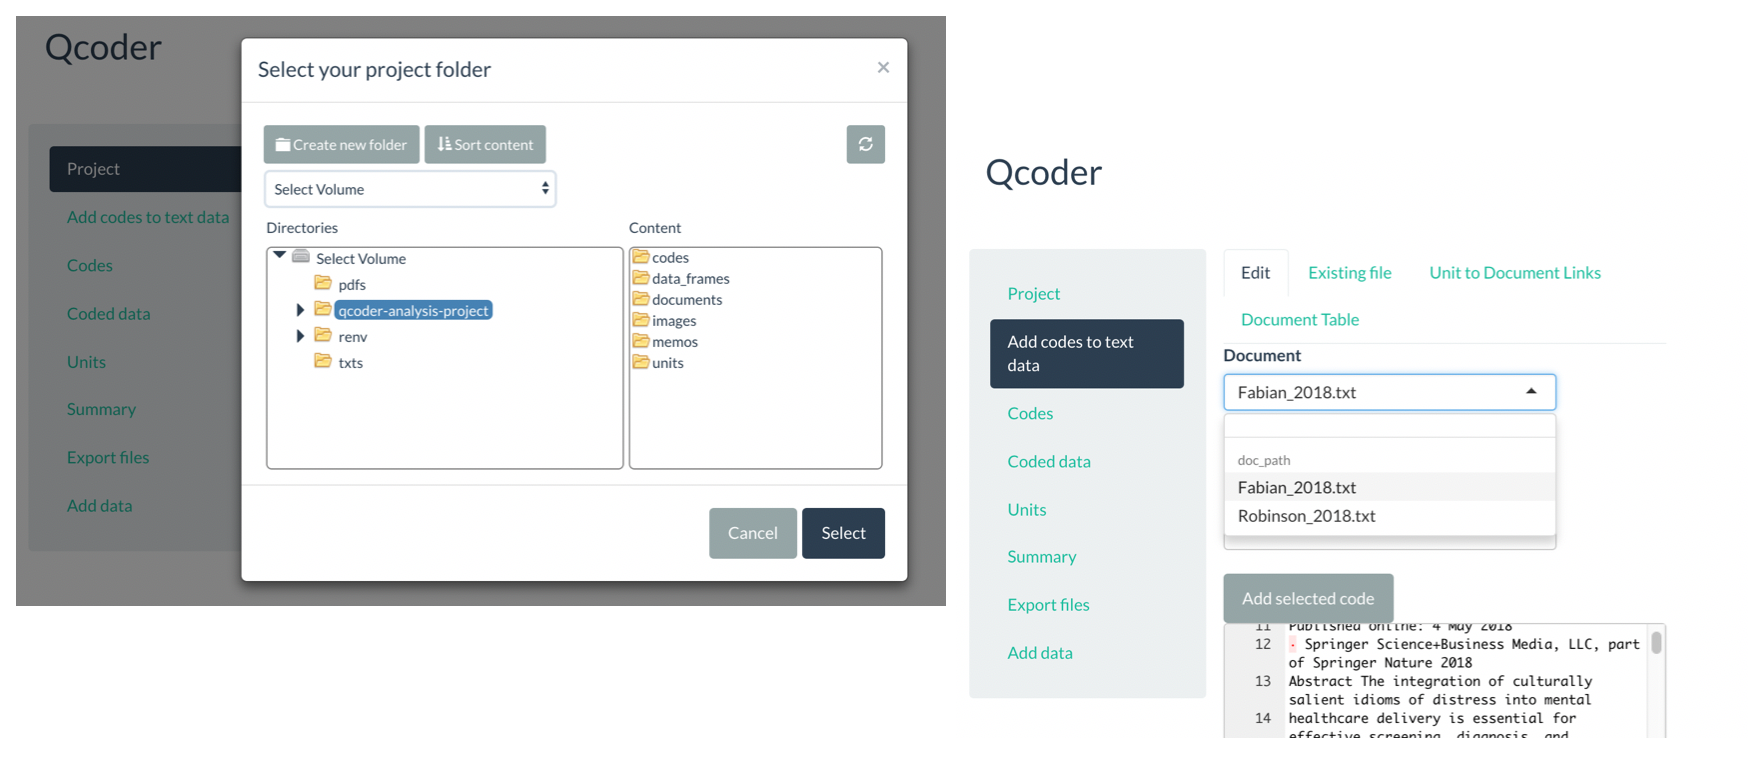 Qcoder
Project
Add codes to text data
Codes
Coded data
Units
Summary
Export files
Add data
Select your project folder
×
Create new folder
Sort content
Select Volume
Directories
Select Volume
pdfs
qcoder-analysis-project
renv
txts
Content
codes
data_frames
documents
images
memos
units
Cancel
Select
Qcoder
Project
Add codes to text
data
Codes
Coded data
Units
Summary
Export files
Add data
Edit
Existing file
Unit to Document Links
Document Table
Document
Fabian_2018.txt
doc_path
Fabian_2018.txt
Robinson_2018.txt
Add selected code
11 Published online: 4 May 2018
12 · Springer Science+Business Media, LLC, part
of Springer Nature 2018
13 Abstract The integration of culturally
salient idioms of distress into mental
14 healthcare delivery is essential for
effective screening, diagnosis, and